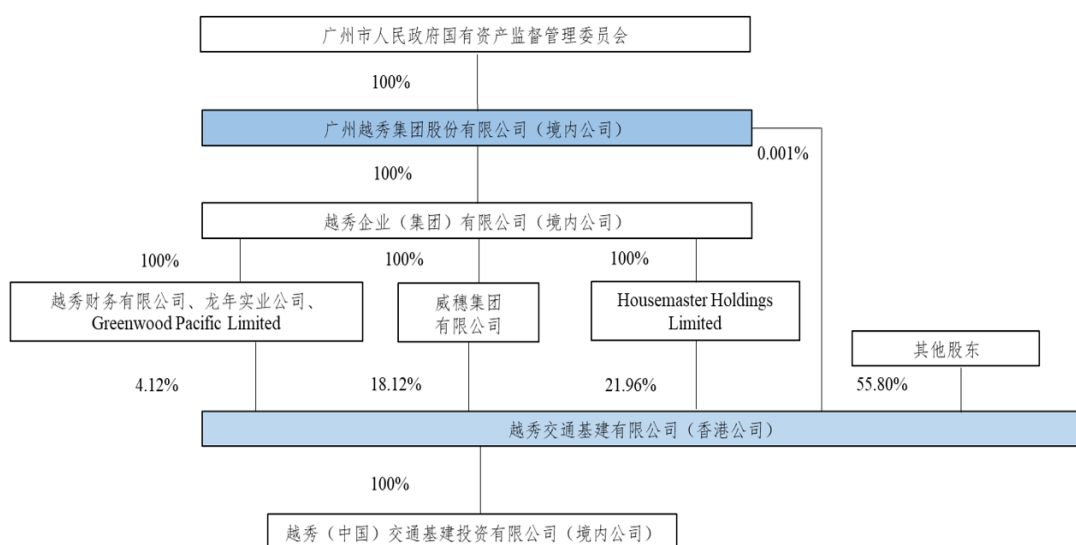 广州市人民政府国有资产监督管理委员会
100%
广州越秀集团股份有限公司（境内公司）
0.001%
100%
越秀企业（集团）有限公司（境内公司）
100%
100%
100%
越秀财务有限公司、龙年实业公司、
Greenwood Pacific Limited
威穗集团
有限公司
Housemaster Holdings
Limited
其他股东
4.12%
18.12%
21.96%
55.80%
越秀交通基建有限公司（香港公司）
100%
越秀（中国）交通基建投资有限公司（境内公司）